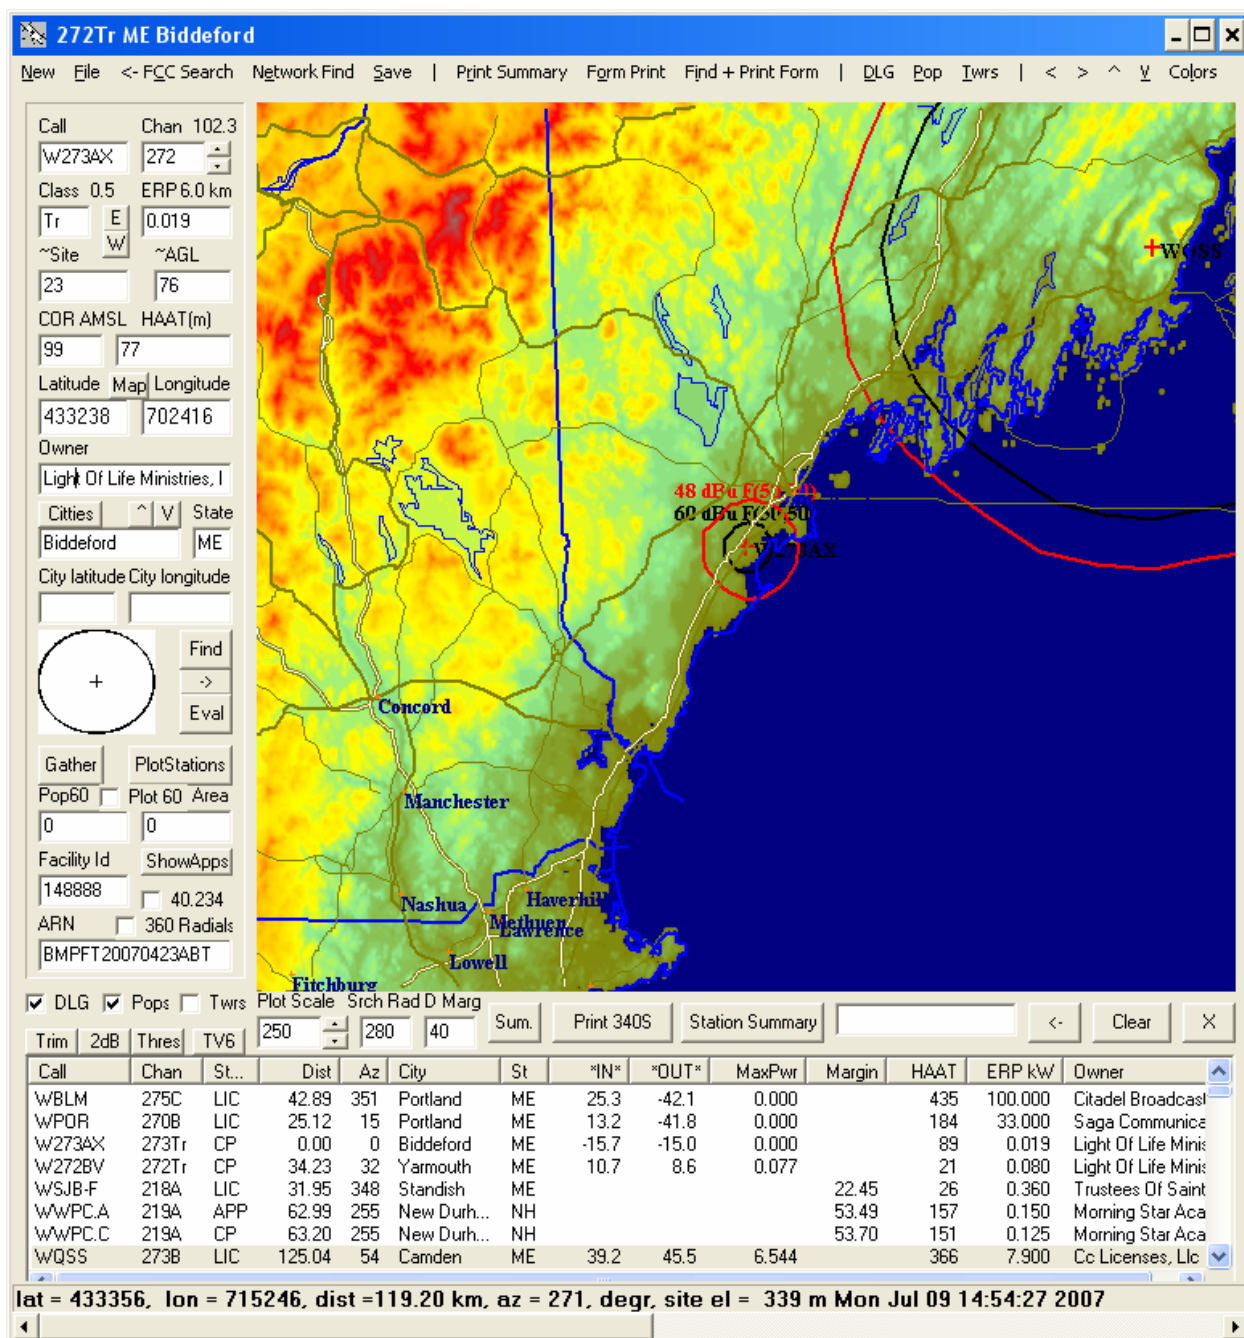 272Tr ME Biddeford
New File <- FCC Search Network Find Save | Print Summary Form Print Find + Print Form | DLG Pop Twrs | < > ^ V Colors
Call Chan 102.3
W273AX 272
Class 0.5 ERP 6.0 km
Tr E W 0.019
~Site ~AGL
23 76
COR AMSL HAAT(m)
99 77
Latitude Map Longitude
433238 702416
Owner
Light Of Life Ministries, I
Citties ^ V State
Biddeford ME
City latitude City longitude
Find
->
Eval
Gather PlotStations
Pop60 Plot 60 Area
0 0
Facility Id ShowApps
148888 40.234
ARN 360 Radials
BMPFT20070423ABT
WQSS
48 dBu F(50,10)
60 dBu F(50,50
W273AX
Concord
Manchester
Nashua
Haverhill
Methuen
Lawrence
Lowell
Fitchburg
DLG Pops Twrs Plot Scale Srch Rad D Marg
250 280 40 Sum. Print 340S Station Summary <- Clear X
Trim 2dB Thres TV6
Call Chan St... Dist Az City St *IN* *OUT* MaxPwr Margin HAAT ERP kW Owner
WBLM 275C LIC 42.89 351 Portland ME 25.3 -42.1 0.000 435 100.000 Citadel Broadcast
WPOR 270B LIC 25.12 15 Portland ME 13.2 -41.8 0.000 184 33.000 Saga Communica
W273AX 273Tr CP 0.00 0 Biddeford ME -15.7 -15.0 0.000 89 0.019 Light Of Life Minis
W272BV 272Tr CP 34.23 32 Yarmouth ME 10.7 8.6 0.077 21 0.080 Light Of Life Minis
WSJB-F 218A LIC 31.95 348 Standish ME 22.45 26 0.360 Trustees Of Saint
WWPC.A 219A APP 62.99 255 New Durh... NH 53.49 157 0.150 Morning Star Aca
WWPC.C 219A CP 63.20 255 New Durh... NH 53.70 151 0.125 Morning Star Aca
WQSS 273B LIC 125.04 54 Camden ME 39.2 45.5 6.544 366 7.900 Cc Licenses, Llc
lat = 433356, lon = 715246, dist =119.20 km, az = 271, degr, site el = 339 m Mon Jul 09 14:54:27 2007